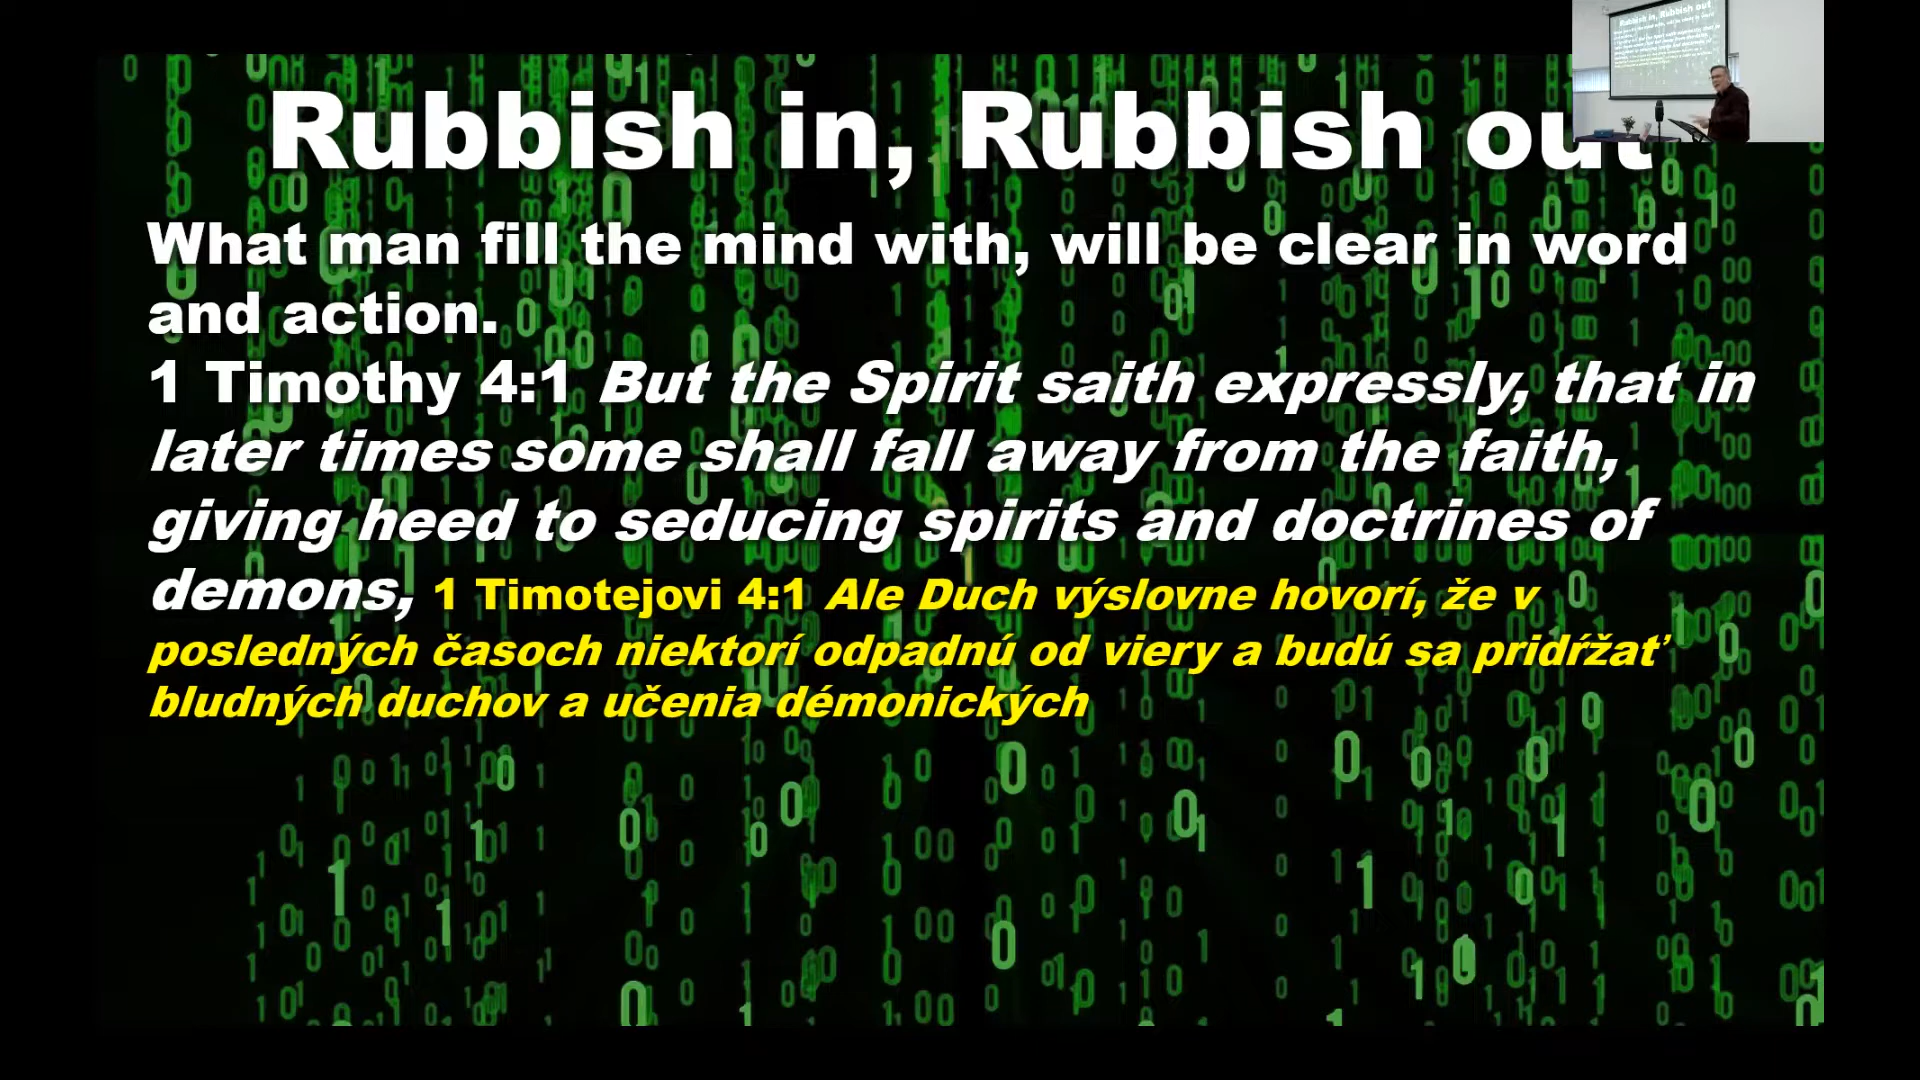 Rubbish in, Rubbish out
What man fill the mind with, will be clear in word
and action.
1 Timothy 4:1 But the Spirit saith expressly, that in
later times some shall fall away from the faith,
giving heed to seducing spirits and doctrines of
demons, 1 Timotejovi 4:1 Ale Duch výslovne hovorí, že v
posledných časoch niektorí odpadnú od viery a budú sa pridŕžať
bludných duchov a učenia démonických